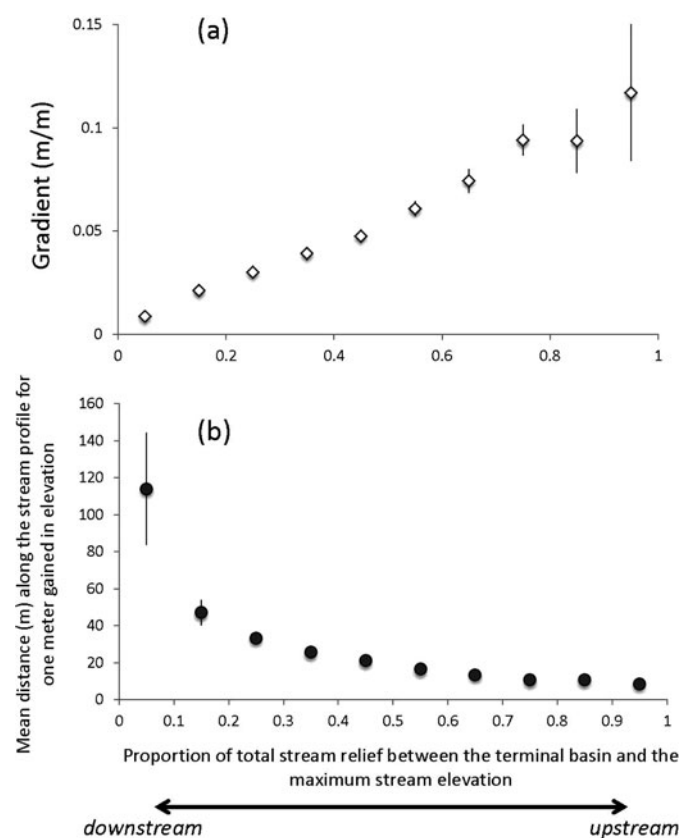 (a)
Gradient (m/m)
0.15
0.1
0.05
0
0 0.2 0.4 0.6 0.8 1
(b)
Mean distance (m) along the stream profile for
one meter gained in elevation
160
140
120
100
80
60
40
20
0
0 0.1 0.2 0.3 0.4 0.5 0.6 0.7 0.8 0.9 1
Proportion of total stream relief between the terminal basin and the
maximum stream elevation
downstream upstream